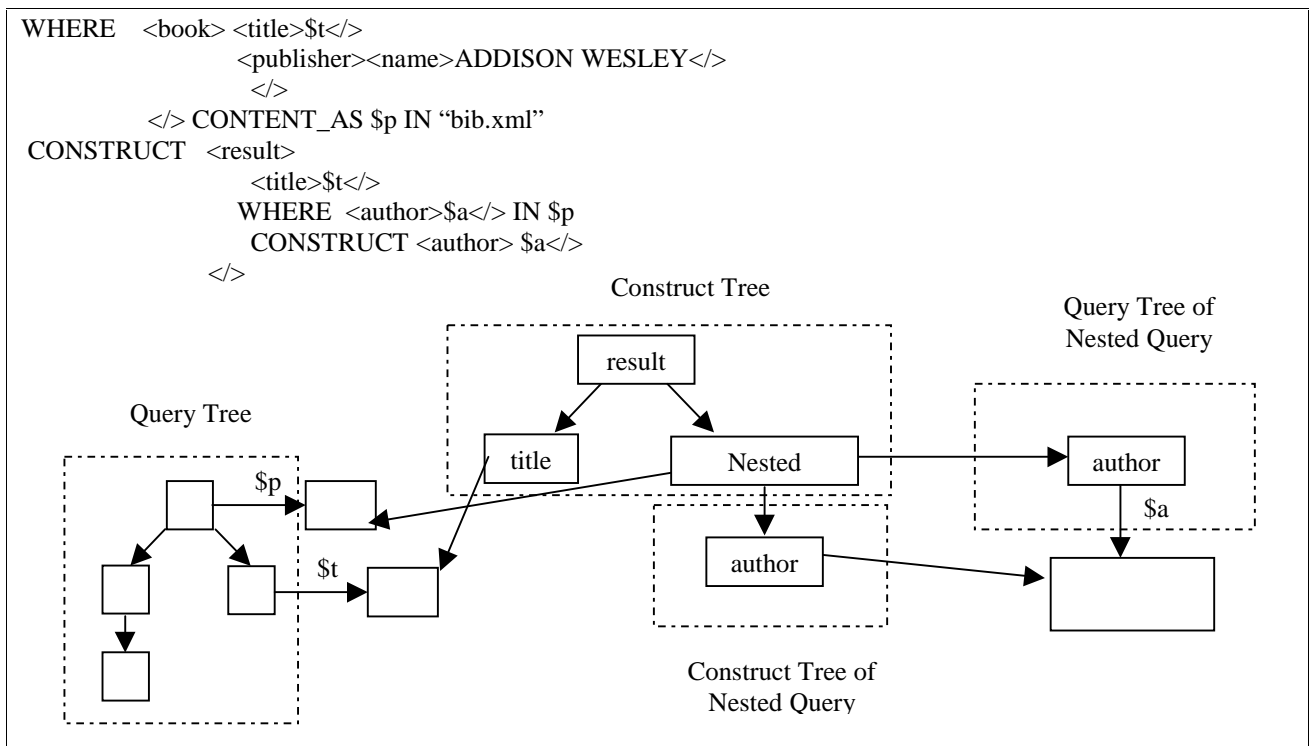 WHERE <book> <title>$t</>
<publisher><name>ADDISON WESLEY</>
</>
</> CONTENT_AS $p IN “bib.xml”
CONSTRUCT <result>
<title>$t</>
WHERE <author>$a</> IN $p
CONSTRUCT <author> $a</>
</>
Construct Tree
Query Tree of
Nested Query
result
Query Tree
title
Nested
author
$p
$a
$t
author
Construct Tree of
Nested Query